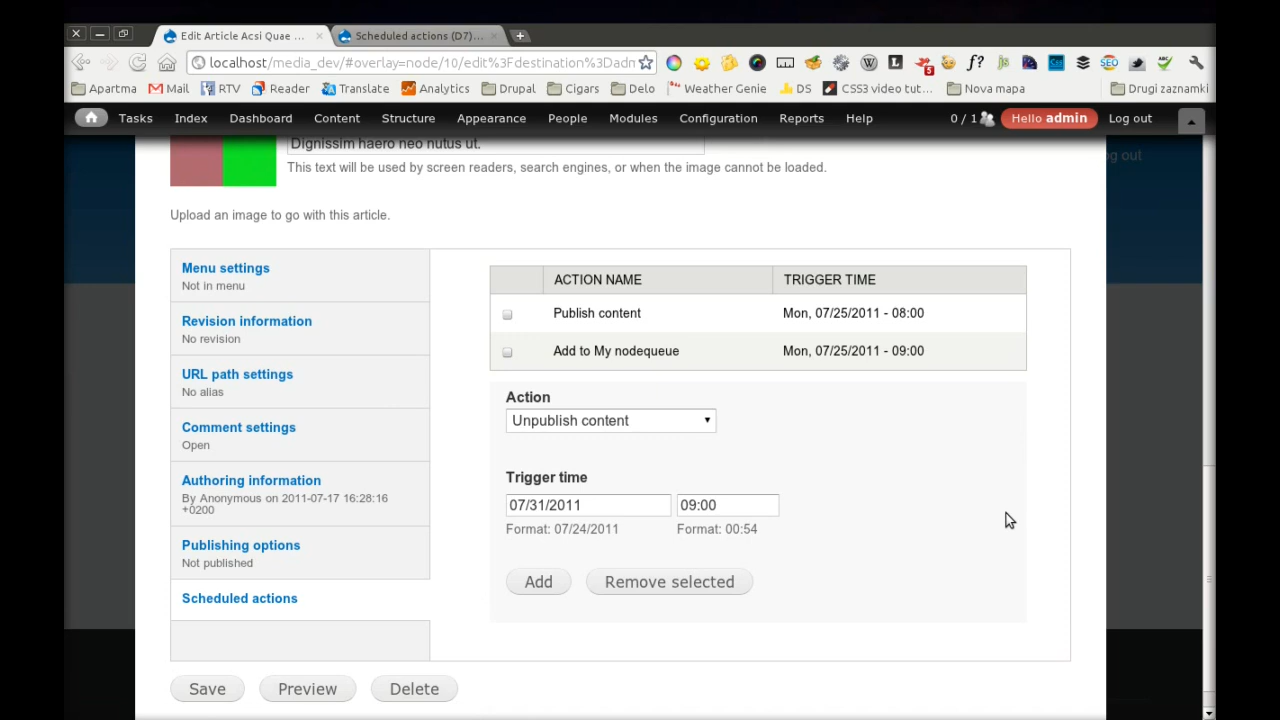 Edit Article Acsi Quae ...
Scheduled actions (D7)...
localhost/media_dev/#overlay=node/10/edit%3Fdestination%3Dadm
Apartma Mail RTV Reader Translate Analytics Drupal Cigars Delo Weather Genie DS CSS3 video tut... Nova mapa Drugi zaznamki
Tasks Index Dashboard Content Structure Appearance People Modules Configuration Reports Help 0 / 1 Hello admin Log out
og out
Dignissim haero neo nutus ut.
This text will be used by screen readers, search engines, or when the image cannot be loaded.
Upload an image to go with this article.
Menu settings
Not in menu
Revision information
No revision
URL path settings
No alias
Comment settings
Open
Authoring information
By Anonymous on 2011-07-17 16:28:16
+0200
Publishing options
Not published
Scheduled actions
ACTION NAME TRIGGER TIME
Publish content Mon, 07/25/2011 - 08:00
Add to My nodequeue Mon, 07/25/2011 - 09:00
Action
Unpublish content
Trigger time
07/31/2011 09:00
Format: 07/24/2011 Format: 00:54
Add Remove selected
Save Preview Delete